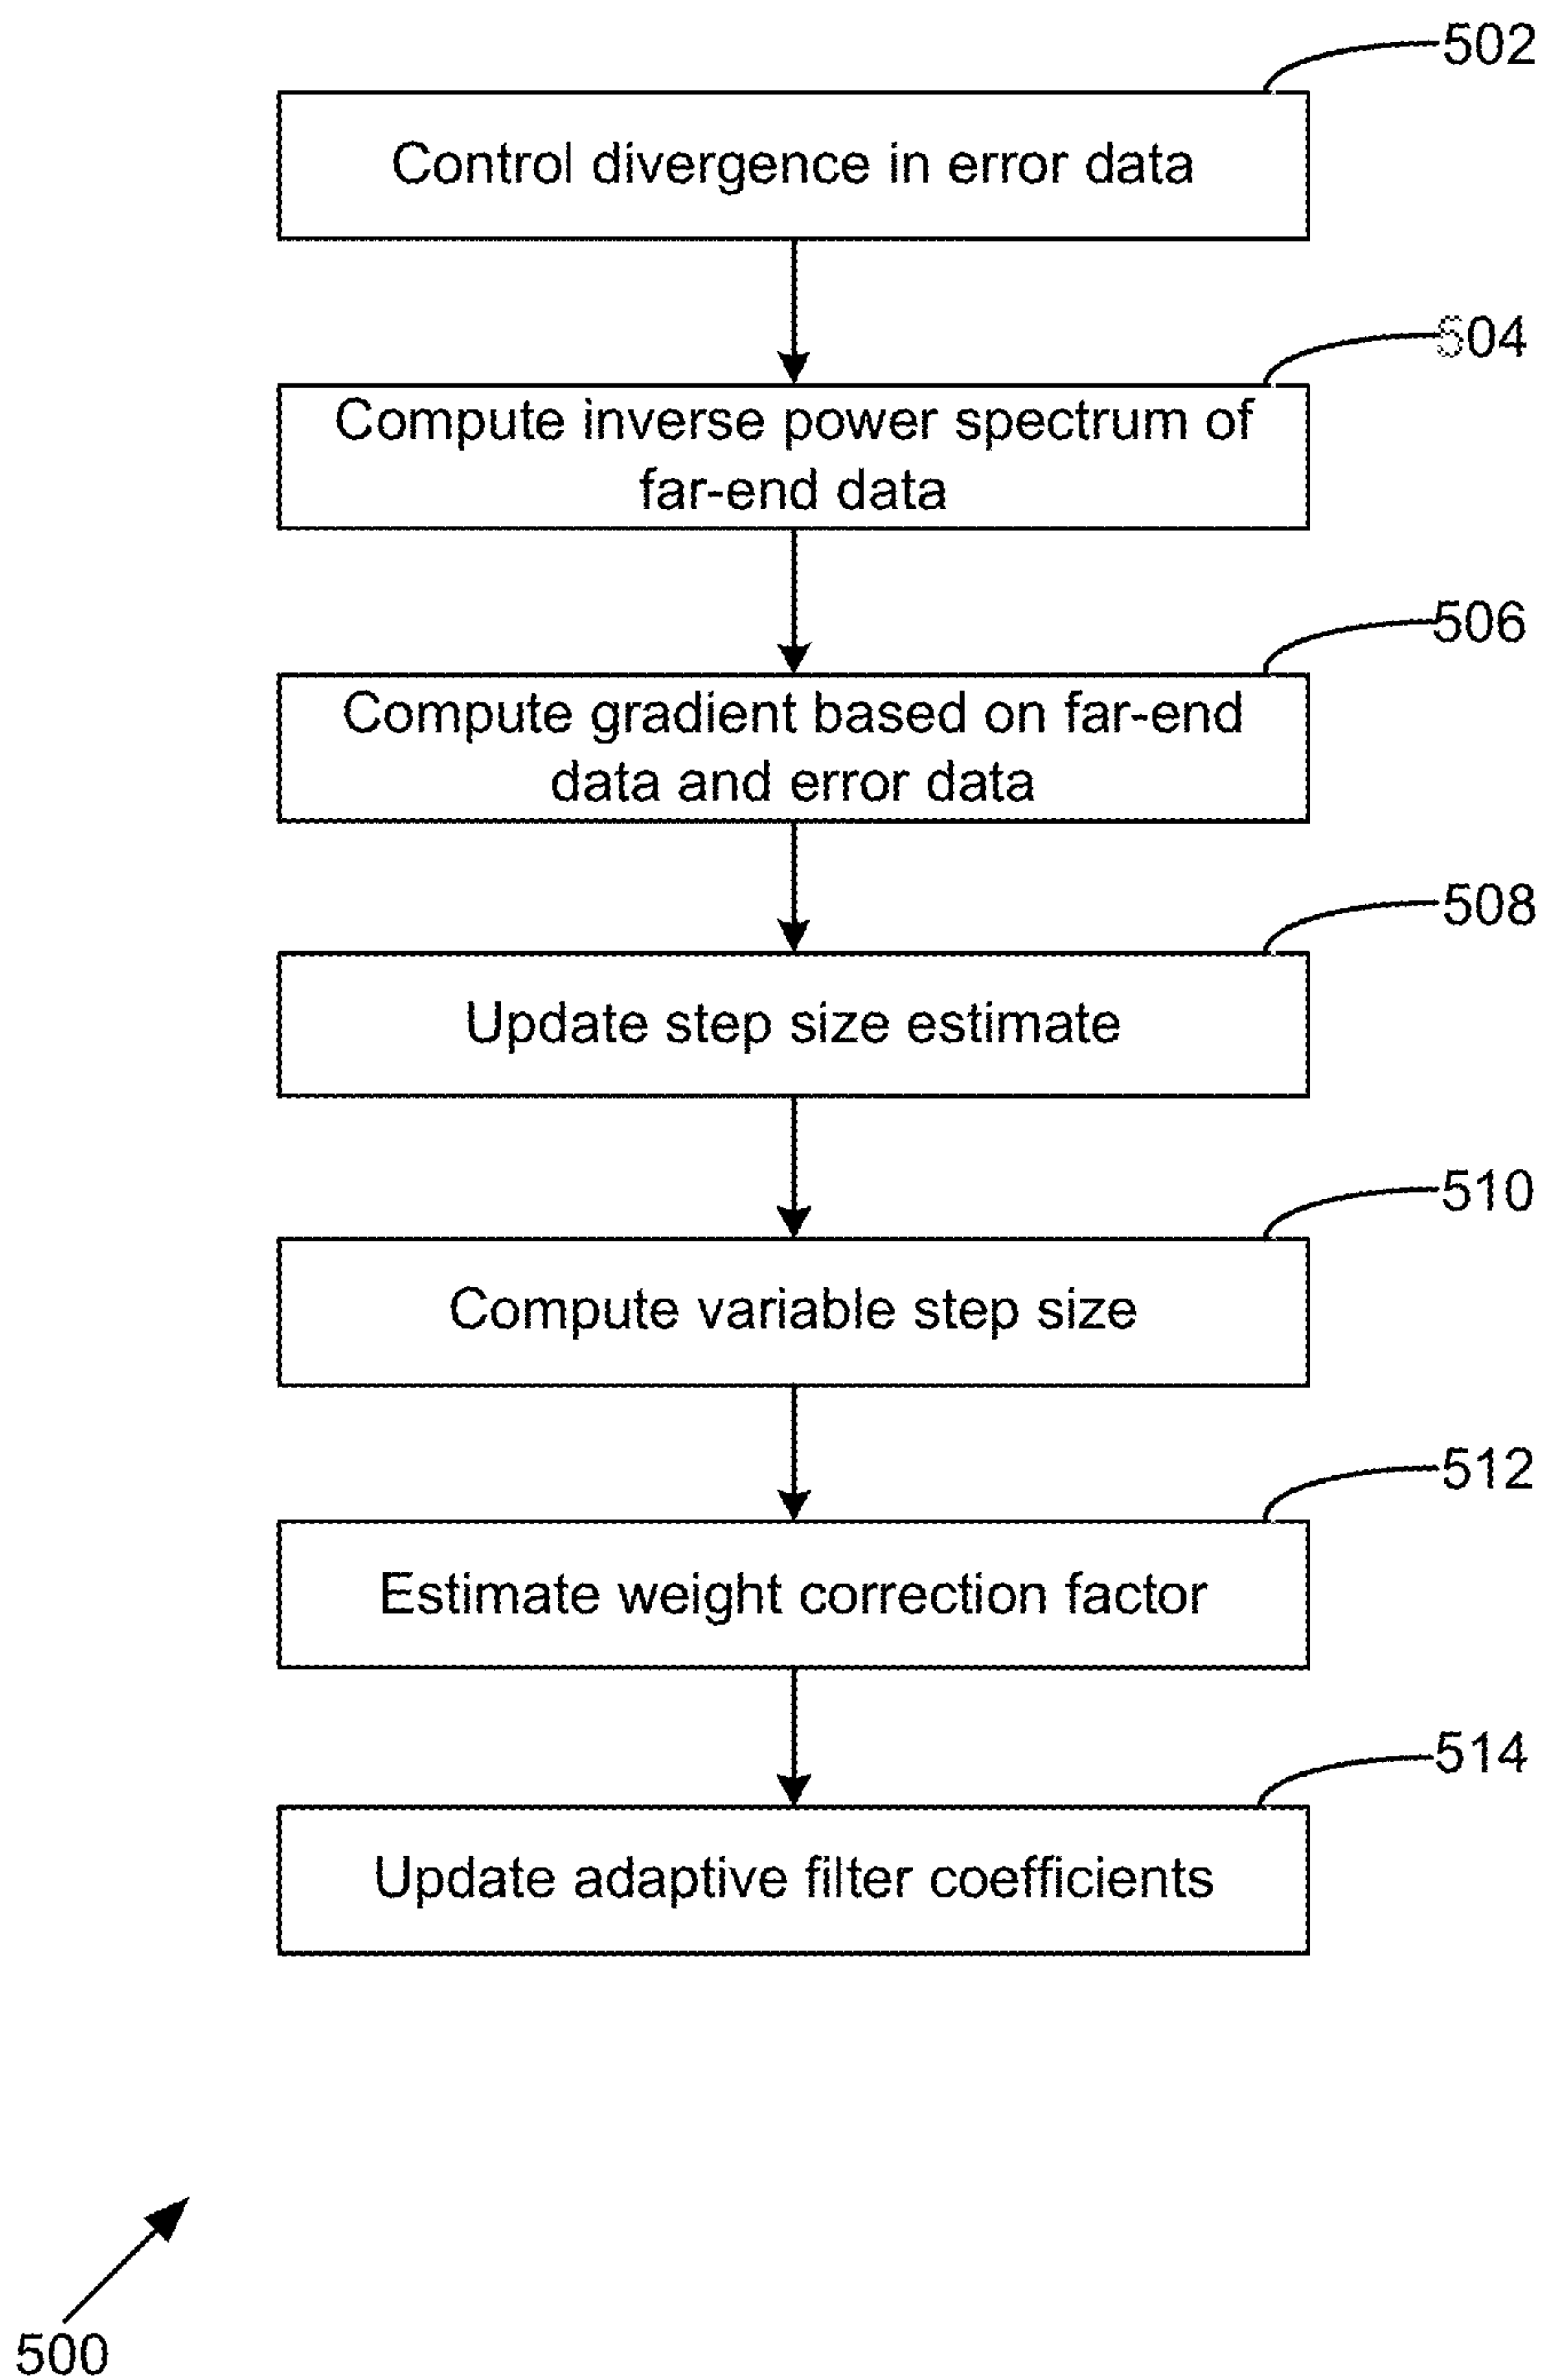 502
Control divergence in error data
504
Compute inverse power spectrum of
far-end data
506
Compute gradient based on far-end
data and error data
508
Update step size estimate
510
Compute variable step size
512
Estimate weight correction factor
514
Update adaptive filter coefficients
500